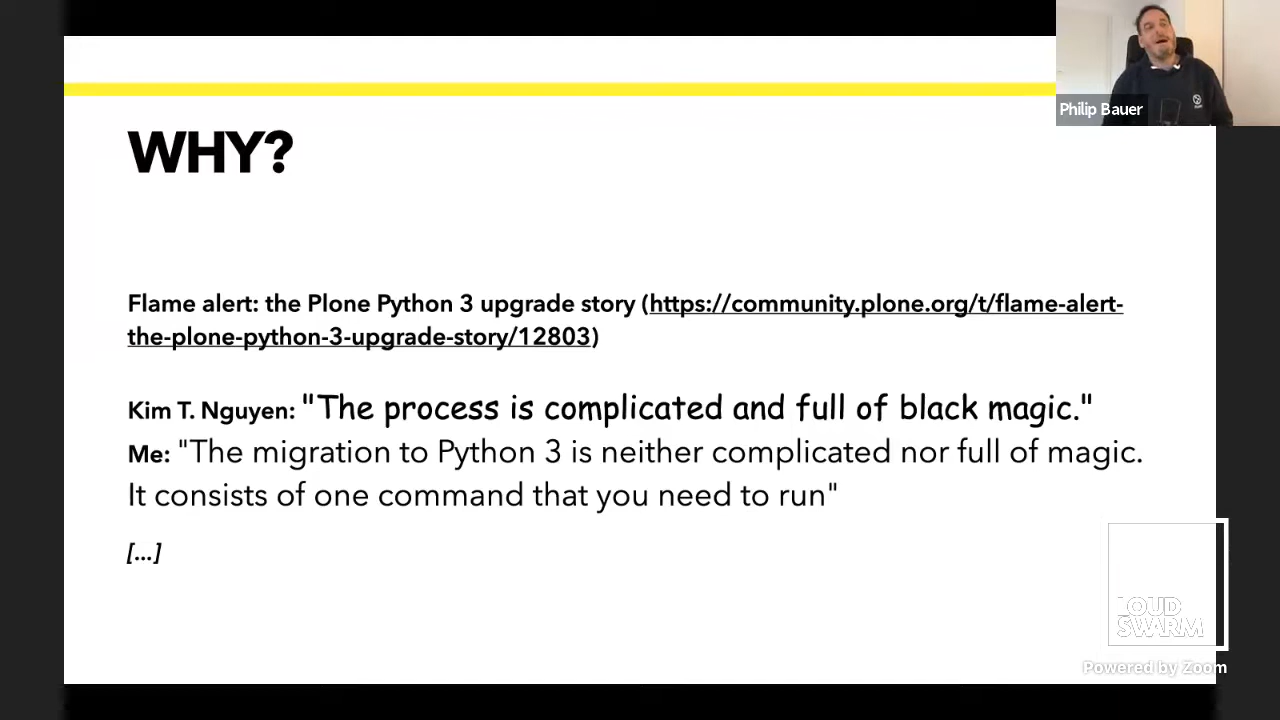 Philip Bauer
WHY?
Flame alert: the Plone Python 3 upgrade story (https://community.plone.org/t/flame-alert-
the-plone-python-3-upgrade-story/12803)
Kim T. Nguyen: "The process is complicated and full of black magic."
Me: "The migration to Python 3 is neither complicated nor full of magic.
It consists of one command that you need to run"
[...]
LOUD
SWARM
Powered by Zoom